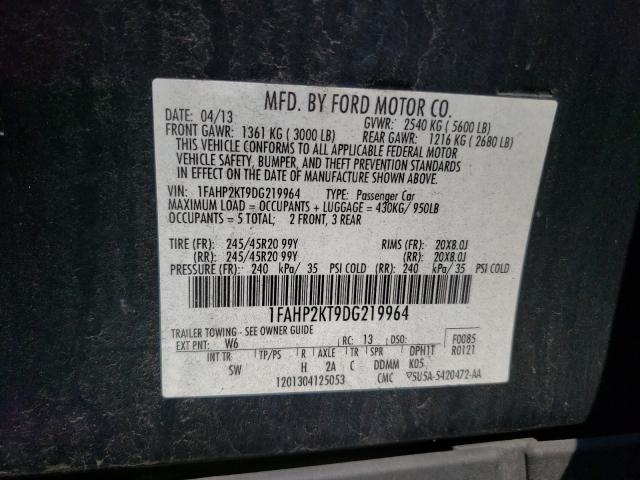 MFD. BY FORD MOTOR CO.
DATE: 04/13 GVWR: 2540 KG ( 5600 LB)
FRONT GAWR: 1361 KG ( 3000 LB) REAR GAWR: 1216 KG ( 2680 LB)
THIS VEHICLE CONFORMS TO ALL APPLICABLE FEDERAL MOTOR
VEHICLE SAFETY, BUMPER, AND THEFT PREVENTION STANDARDS
IN EFFECT ON THE DATE OF MANUFACTURE SHOWN ABOVE.
VIN: 1FAHP2KT9DG219964 TYPE: Passenger Car
MAXIMUM LOAD = OCCUPANTS + LUGGAGE = 430KG/ 950LB
OCCUPANTS = 5 TOTAL; 2 FRONT, 3 REAR
TIRE (FR): 245/45R20 99Y RIMS (FR): 20X8.0J
(RR): 245/45R20 99Y (RR): 20X8.0J
PRESSURE (FR): 240 kPa/ 35 PSI COLD (RR): 240 kPa/ 35 PSI COLD
1FAHP2KT9DG219964
TRAILER TOWING - SEE OWNER GUIDE
EXT PNT: W6 RC: 13 DSO: F0085
INT TR TP/PS R AXLE TR SPR DPH1T R0121
SW H 2A C DDMM K05
1201304125053 CMC